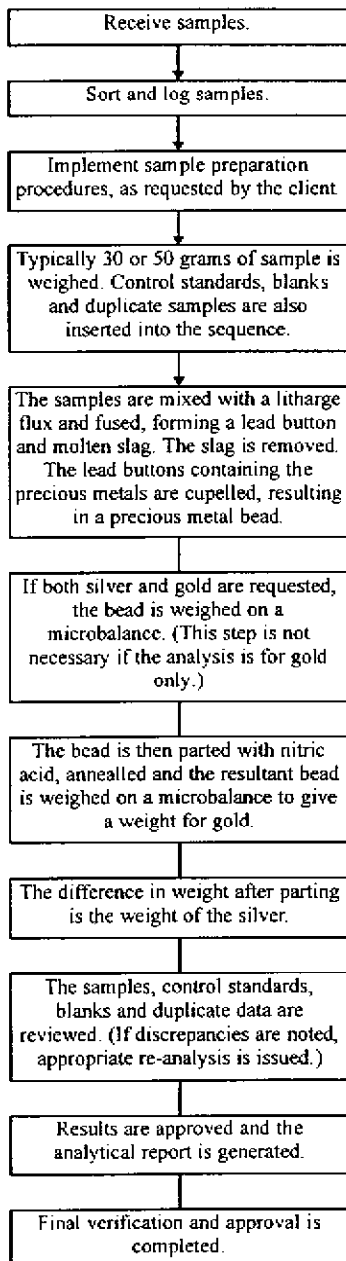 Receive samples.
Sort and log samples.
Implement sample preparation
procedures, as requested by the client
Typically 30 or 50 grams of sample is
weighed. Control standards, blanks
and duplicate samples are also
inserted into the sequence.
The samples are mixed with a litharge
flux and fused, forming a lead button
and molten slag. The slag is removed.
The lead buttons containing the
precious metals are cupelled, resulting
in a precious metal bead.
If both silver and gold are requested,
the bead is weighed on a
microbalance. (This step is not
necessary if the analysis is for gold
only.)
The bead is then parted with nitric
acid, annealled and the resultant bead
is weighed on a microbalance to give
a weight for gold.
The difference in weight after parting
is the weight of the silver.
The samples, control standards,
blanks and duplicate data are
reviewed. (If discrepancies are noted,
appropriate re-analysis is issued.)
Results are approved and the
analytical report is generated.
Final verification and approval is
completed.